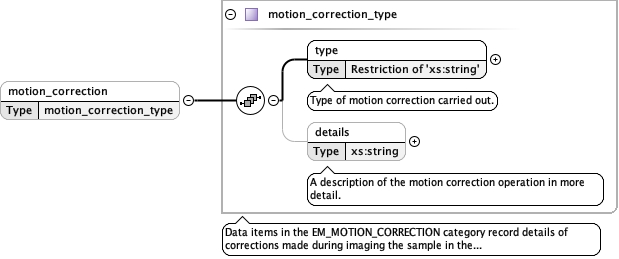 motion_correction_type
type
Type Restriction of 'xs:string'
Type of motion correction carried out.
motion_correction
Type motion_correction_type
details
Type xs:string
A description of the motion correction operation in more
detail.
Data items in the EM_MOTION_CORRECTION category record details of
corrections made during imaging the sample in the...